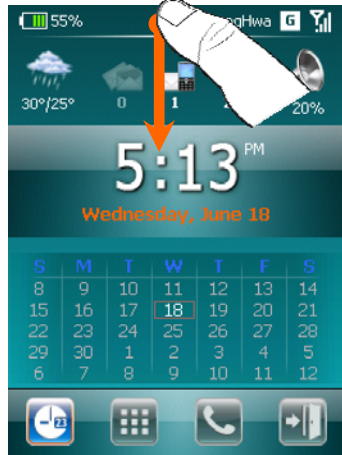 55% gHwa G
30°/25° 0 1 20%
5:13 PM
Wednesday, June 18
S M T W T F S
8 9 10 11 12 13 14
15 16 17 18 19 20 21
22 23 24 25 26 27 28
29 30 1 2 3 4 5
6 7 8 9 10 11 12
23